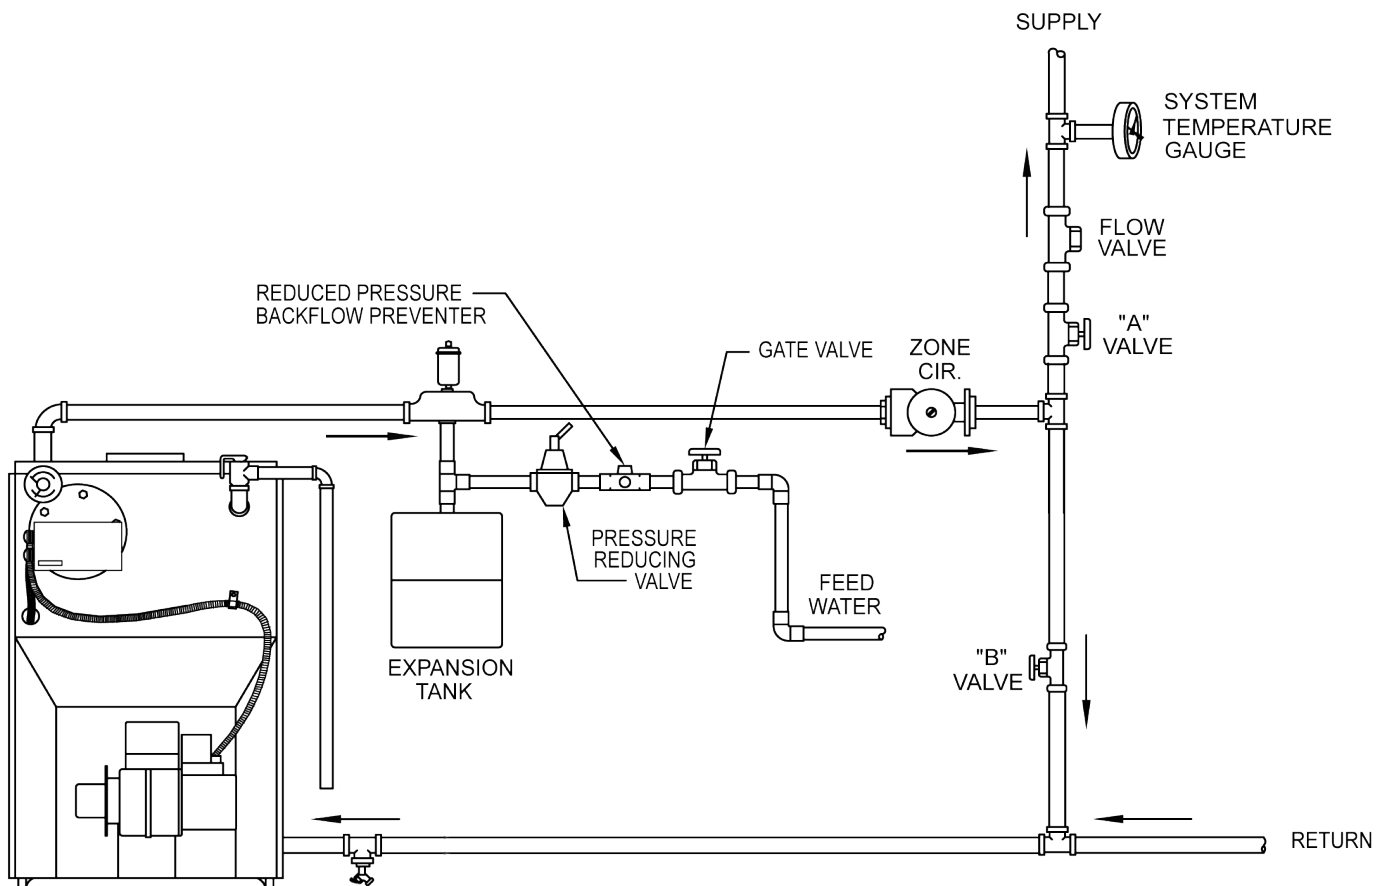 SUPPLY
SYSTEM
TEMPERATURE
GAUGE
FLOW
VALVE
REDUCED PRESSURE
BACKFLOW PREVENTER
"A"
VALVE
GATE VALVE
ZONE
CIR.
PRESSURE
REDUCING
VALVE
FEED
WATER
EXPANSION
TANK
"B"
VALVE
RETURN